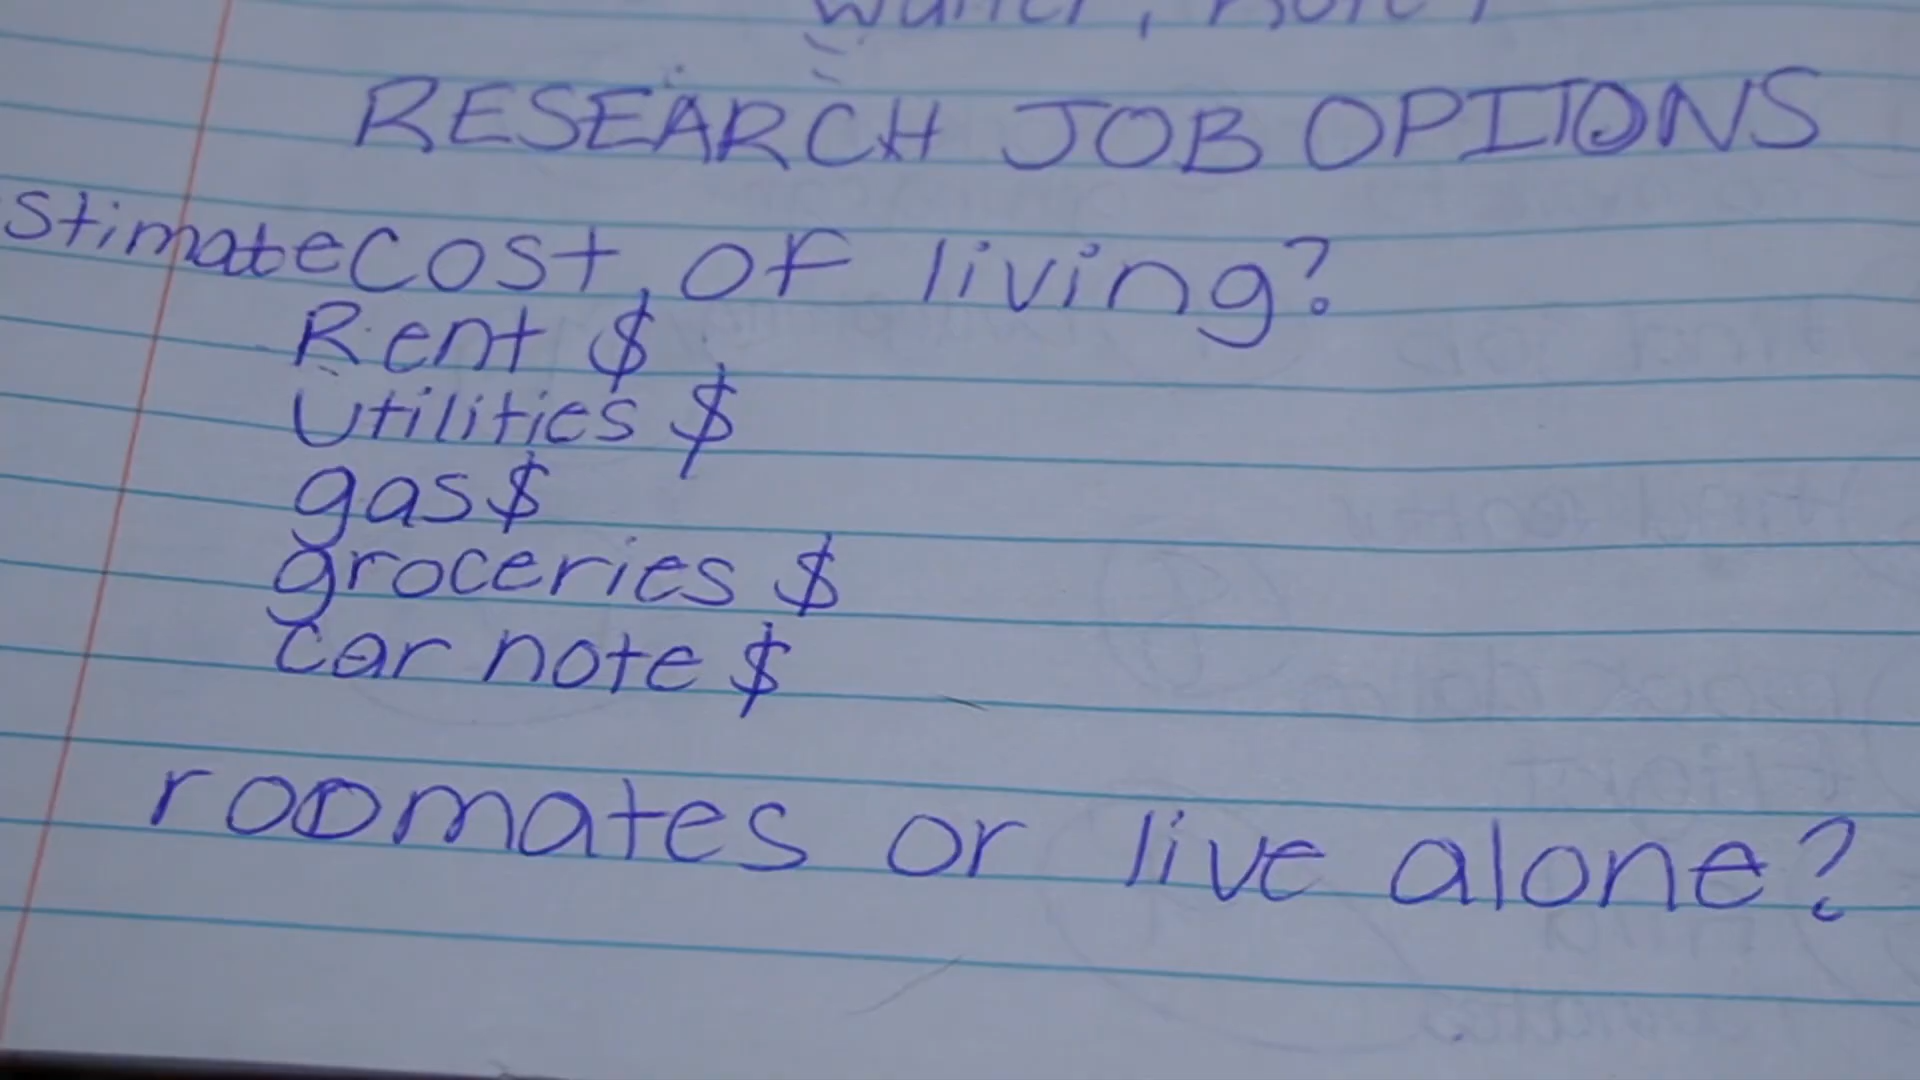 RESEARCH JOB OPITONS
stimate cost of living?
Rent $
Utilities $
gas $
groceries $
Car note $
roomates or live alone?